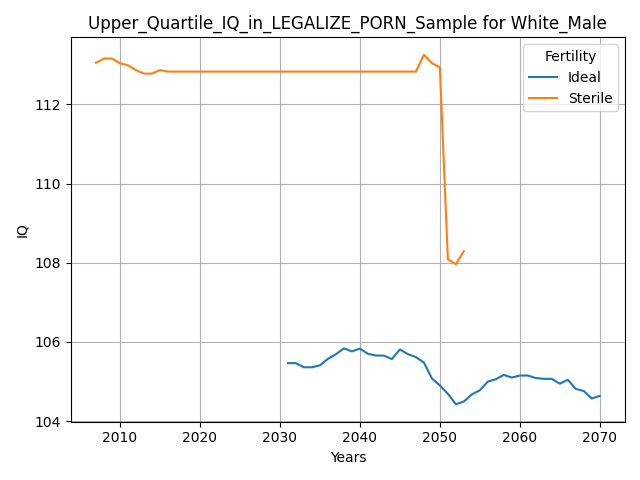 Upper_Quartile_IQ_in_LEGALIZE_PORN_Sample for White_Male
Fertility
Ideal
Sterile
112
110
108
106
104
IQ
2010 2020 2030 2040 2050 2060 2070
Years